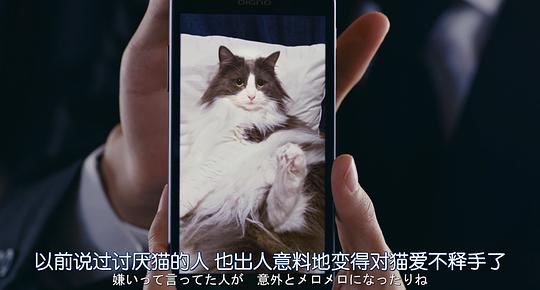 DIGNO
以前说过讨厌猫的人 也出人意料地变得对猫爱不释手了
嫌いって言ってた人が 意外とメロメロになったりね